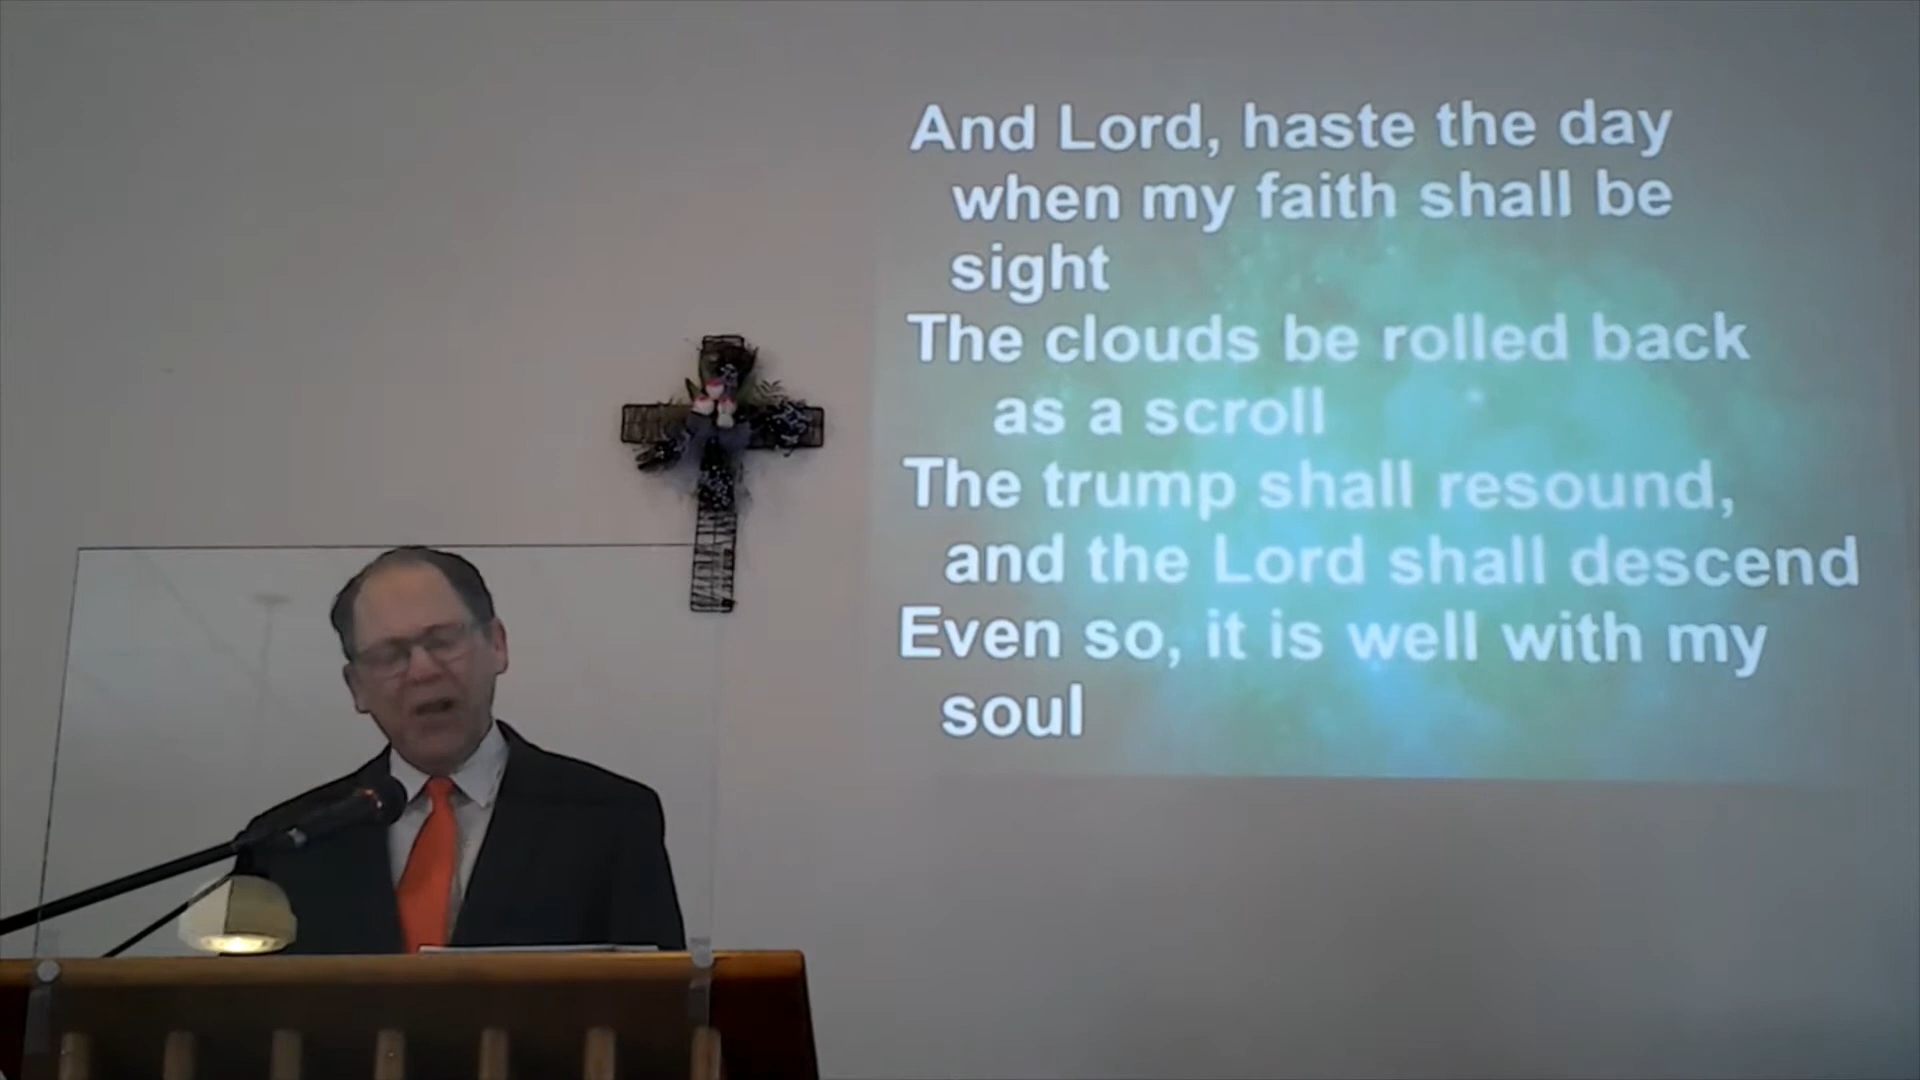 And Lord, haste the day
when my faith shall be
sight
The clouds be rolled back
as a scroll
The trump shall resound,
and the Lord shall descend
Even so, it is well with my
soul